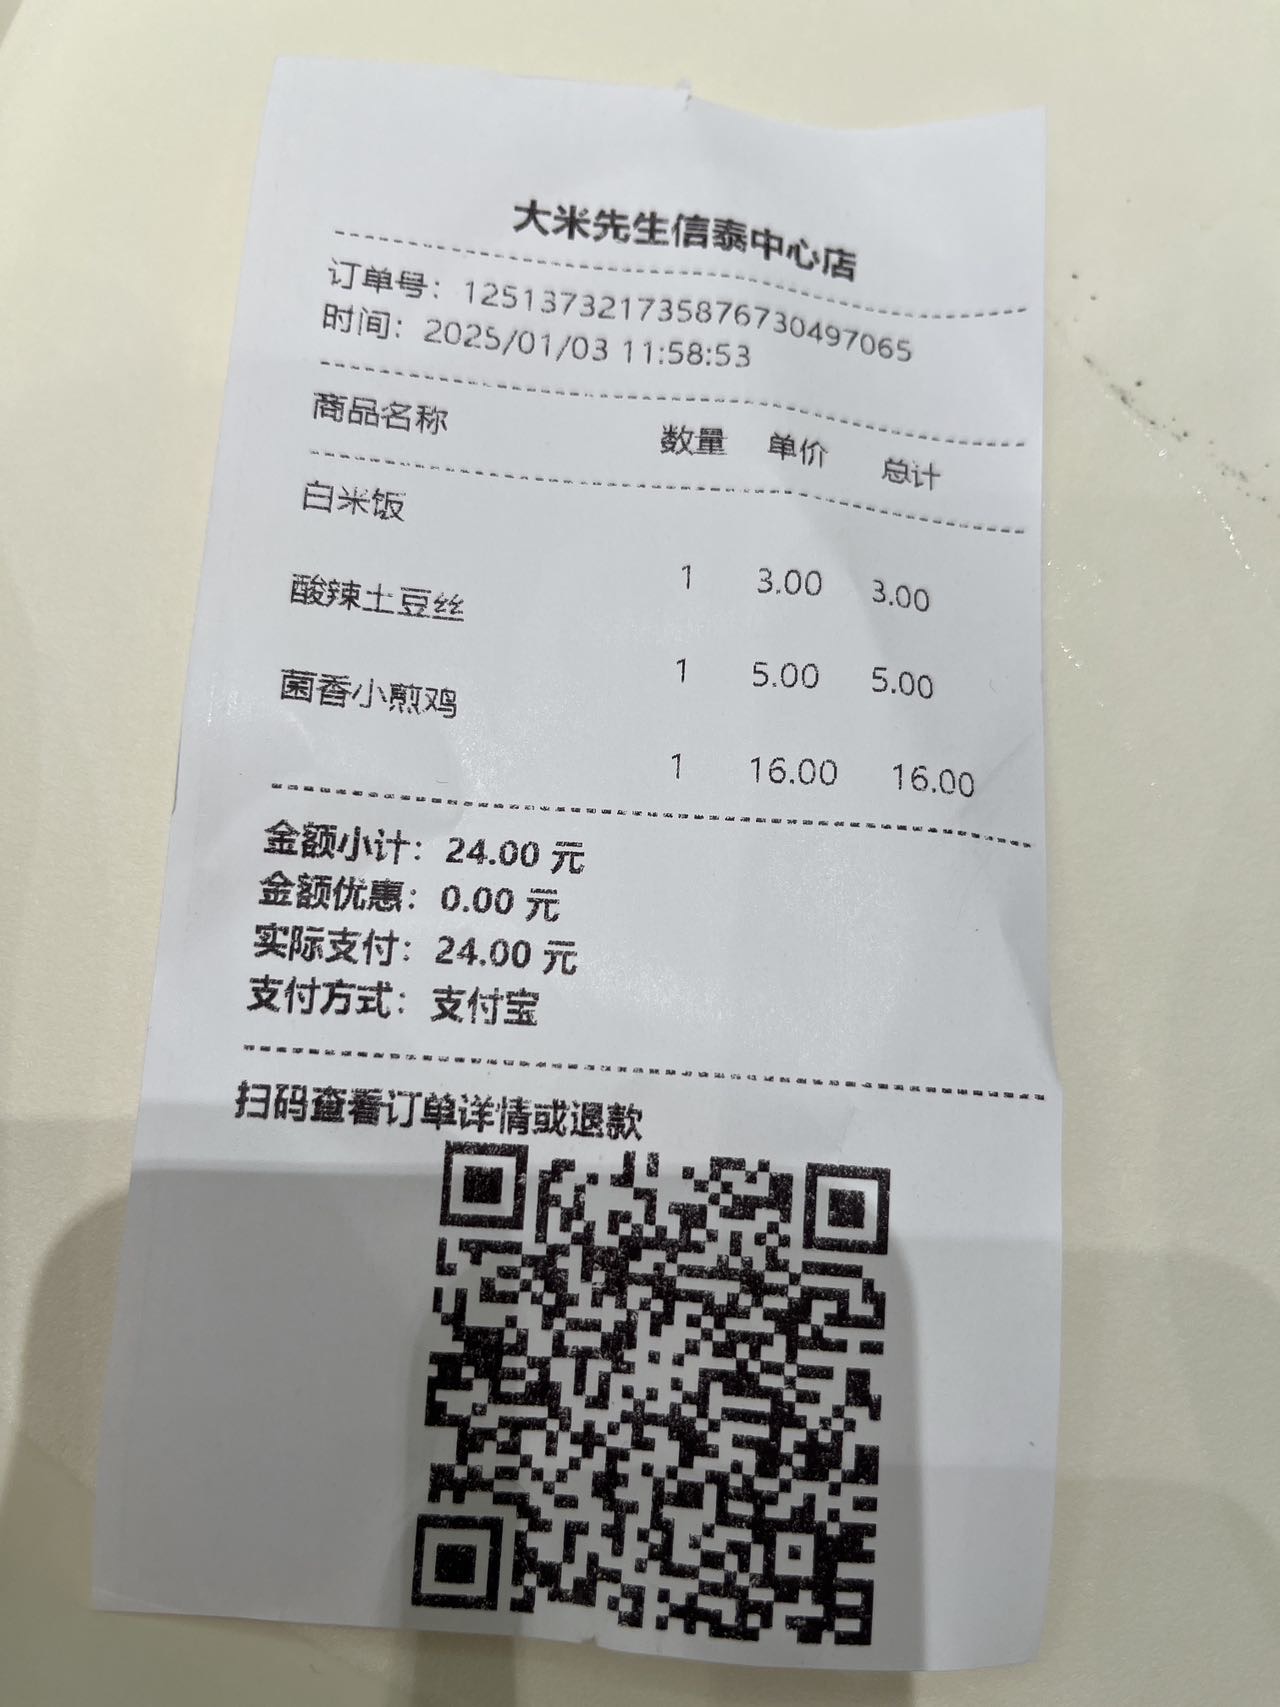 大米先生信泰中心店
订单号：12513732173587673​0497065
时间：2025/01/03 11:58:53
商品名称 数量 单价 总计
白米饭
1 3.00 3.00
酸辣土豆丝
1 5.00 5.00
菌香小煎鸡
1 16.00 16.00
金额小计：24.00 元
金额优惠：0.00 元
实际支付：24.00 元
支付方式：支付宝
扫码查看订单详情或退款